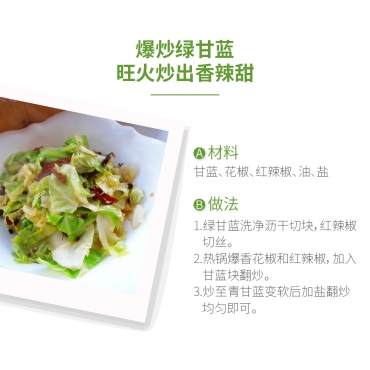 爆炒绿甘蓝
旺火炒出香辣甜
A 材料
甘蓝、花椒、红辣椒、油、盐
B 做法
1.绿甘蓝洗净沥干切块,红辣椒
切丝。
2.热锅爆香花椒和红辣椒,加入
甘蓝块翻炒。
3.炒至青甘蓝变软后加盐翻炒
均匀即可。